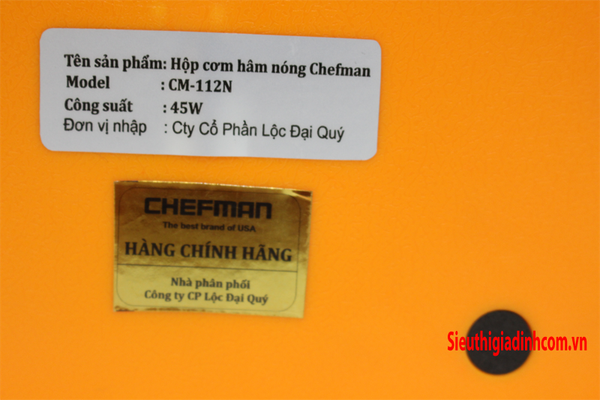 Tên sản phẩm: Hộp cơm hâm nóng Chefman
Model : CM-112N
Công suất : 45W
Đơn vị nhập : Cty Cổ Phần Lộc Đại Quý
CHEFMAN
The best brand of USA
HÀNG CHÍNH HÃNG
Nhà phân phối
Công ty CP Lộc Đại Quý
Sieuthigiadinhcom.vn